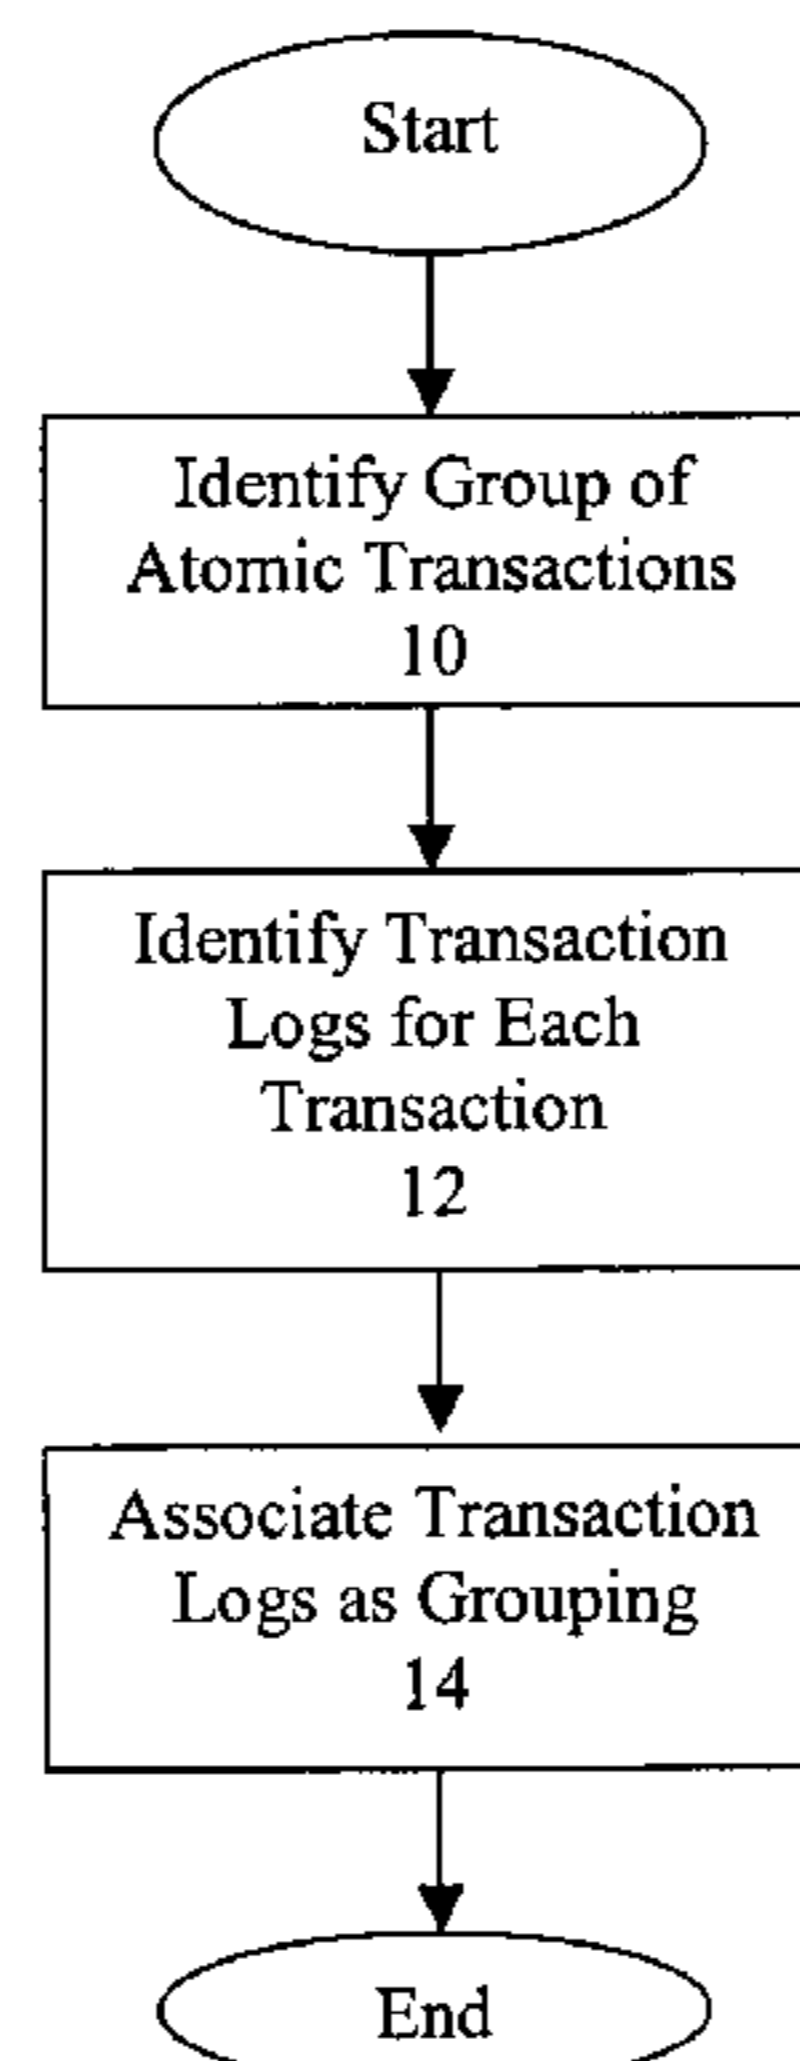 Start
Identify Group of
Atomic Transactions
10
Identify Transaction
Logs for Each
Transaction
12
Associate Transaction
Logs as Grouping
14
End